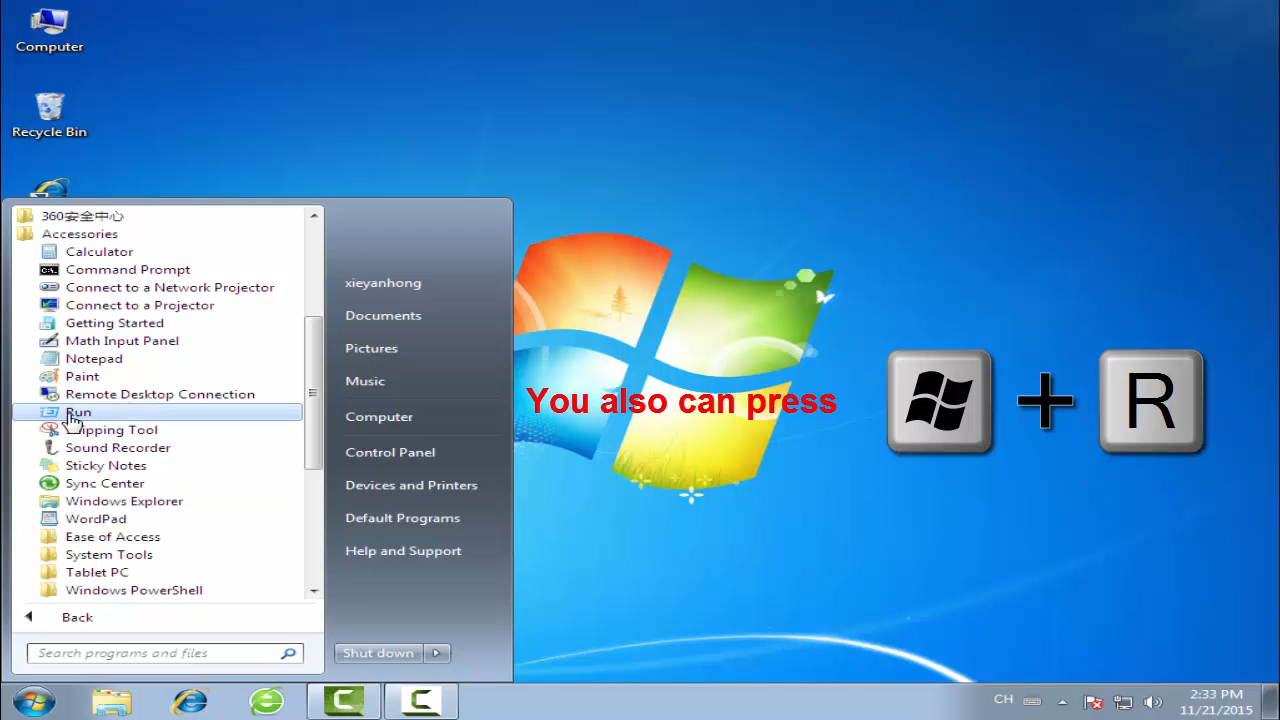 Computer
Recycle Bin
360安全中心
Accessories
Calculator
Command Prompt
Connect to a Network Projector
Connect to a Projector
Getting Started
Math Input Panel
Notepad
Paint
Remote Desktop Connection
Run
Snipping Tool
Sound Recorder
Sticky Notes
Sync Center
Windows Explorer
WordPad
Ease of Access
System Tools
Tablet PC
Windows PowerShell
Back
Search programs and files
xieyanhong
Documents
Pictures
Music
Computer
Control Panel
Devices and Printers
Default Programs
Help and Support
Shut down
You also can press
+ R
CH
2:33 PM
11/21/2015